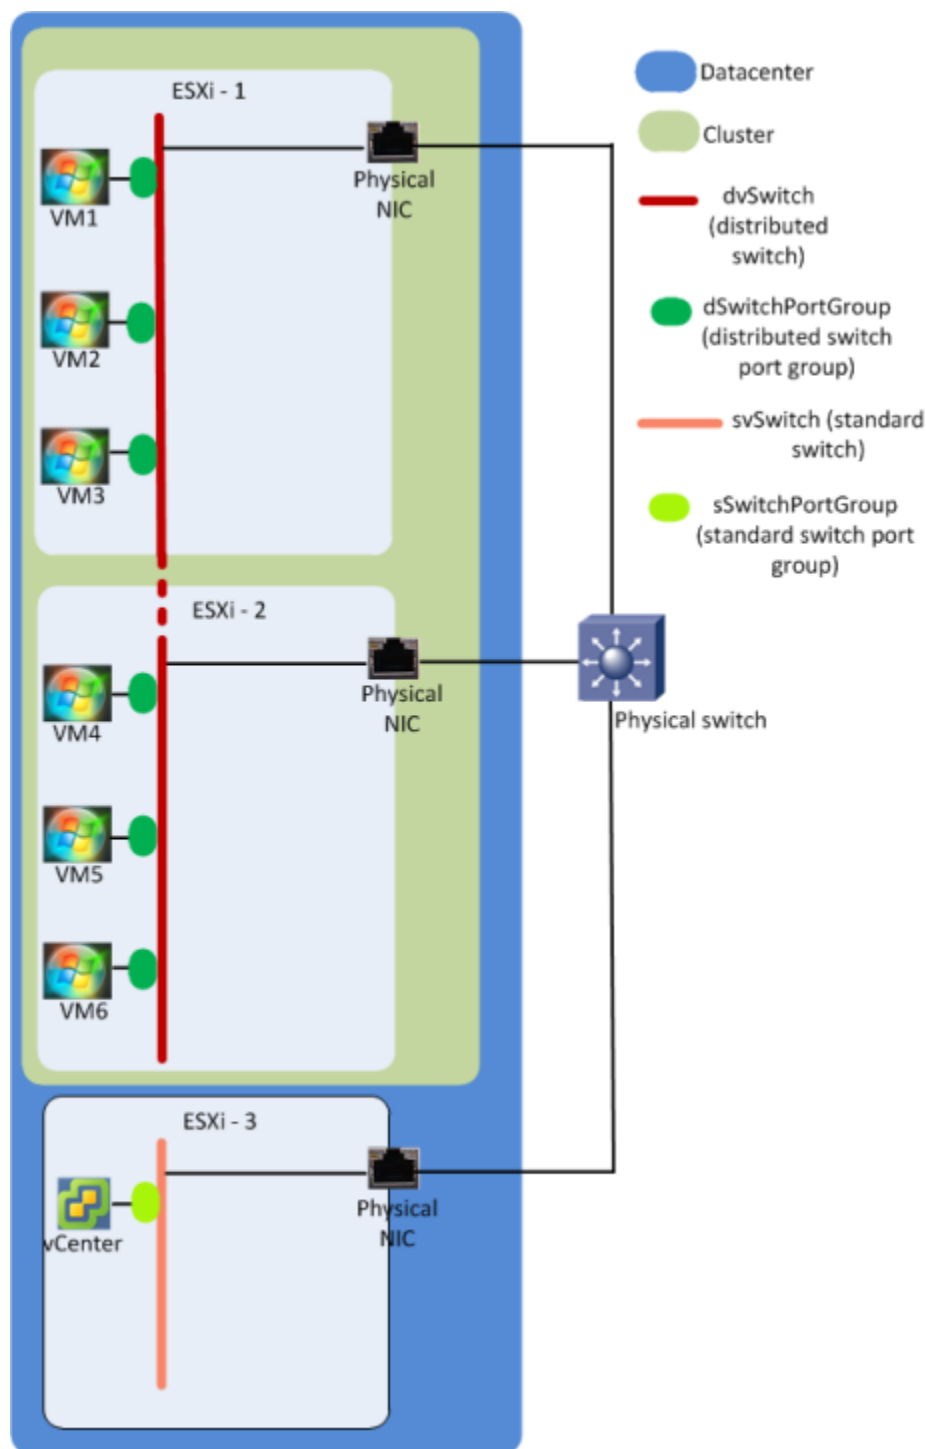 ESXi - 1
VM1
VM2
VM3
Physical
NIC
ESXi - 2
VM4
VM5
VM6
Physical
NIC
ESXi - 3
vCenter
Physical
NIC
Physical switch
Datacenter
Cluster
dvSwitch
(distributed
switch)
dSwitchPortGroup
(distributed switch
port group)
svSwitch (standard
switch)
sSwitchPortGroup
(standard switch port
group)